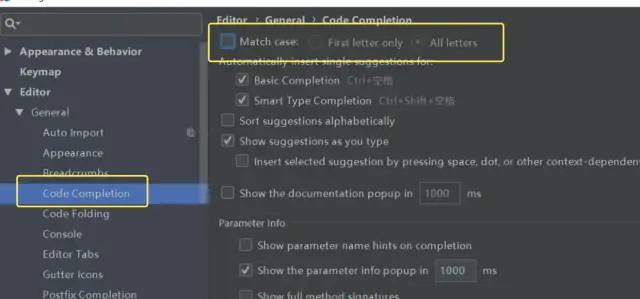 Editor › General › Code Completion
Match case: First letter only All letters
Appearance & Behavior
Keymap
Editor
General
Auto Import
Appearance
Breadcrumbs
Code Completion
Code Folding
Console
Editor Tabs
Gutter Icons
Postfix Completion
Automatically insert single suggestions for:
Basic Completion Ctrl+空格
Smart Type Completion Ctrl+Shift+空格
Sort suggestions alphabetically
Show suggestions as you type
Insert selected suggestion by pressing space, dot, or other context-dependen
Show the documentation popup in 1000 ms
Parameter Info
Show parameter name hints on completion
Show the parameter info popup in 1000 ms
Show full method signatures